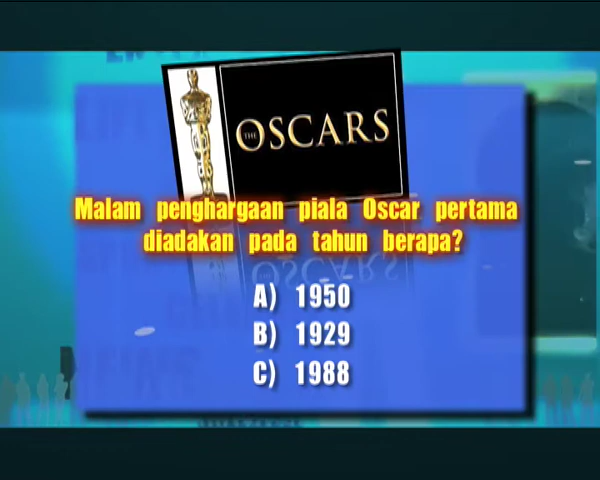 THE OSCARS
Malam penghargaan piala Oscar pertama
diadakan pada tahun berapa?
A) 1950
B) 1929
C) 1988